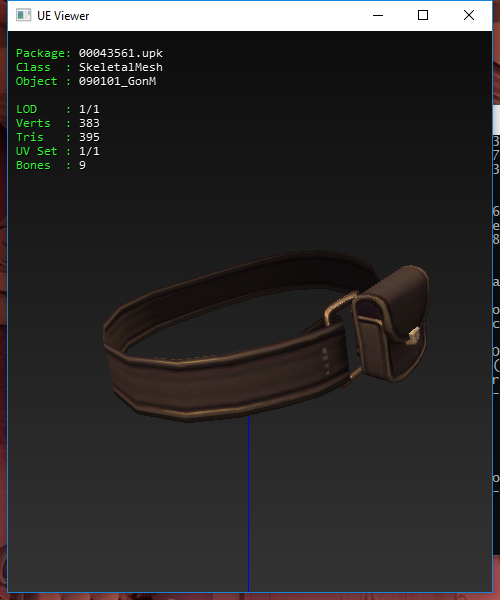 UE Viewer
Package: 00043561.upk
Class  : SkeletalMesh
Object : 090101_GonM
LOD    : 1/1
Verts  : 383
Tris   : 395
UV Set : 1/1
Bones  : 9